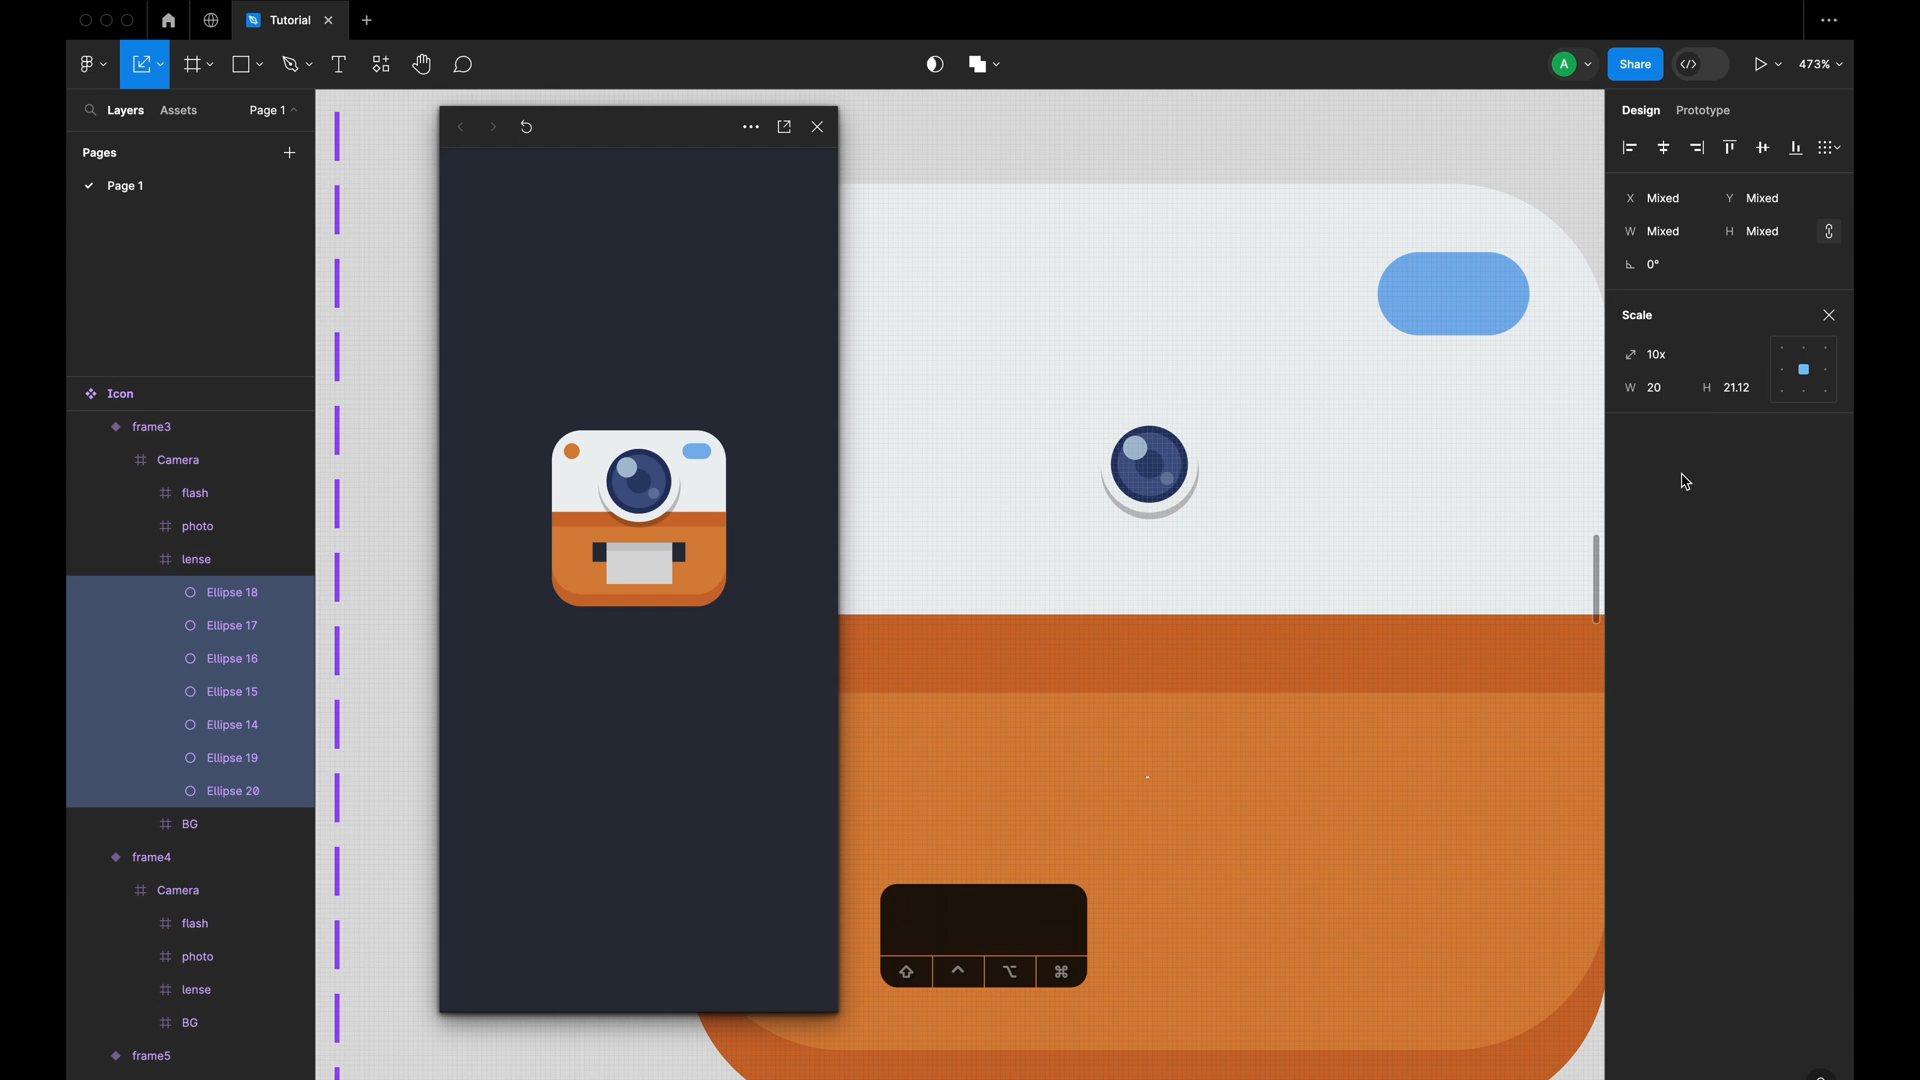 Tutorial
A
Share
473%
Layers
Assets
Page 1
Pages
Page 1
Icon
frame3
Camera
flash
photo
lense
Ellipse 18
Ellipse 17
Ellipse 16
Ellipse 15
Ellipse 14
Ellipse 19
Ellipse 20
BG
frame4
Camera
flash
photo
lense
BG
frame5
Design
Prototype
X Mixed
Y Mixed
W Mixed
H Mixed
0°
Scale
10x
W 20
H 21.12